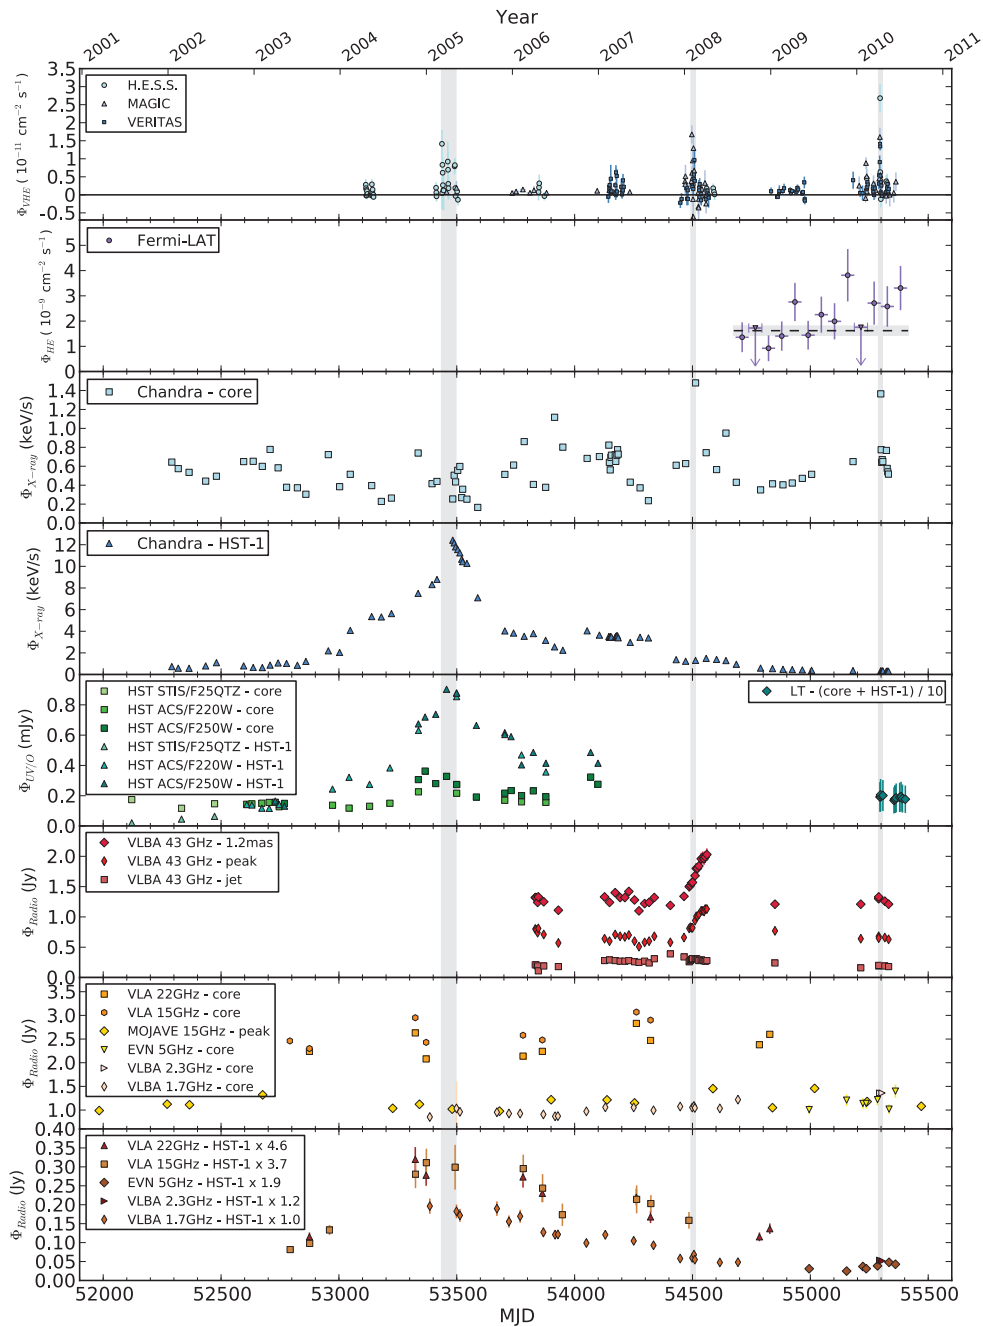 Year
2001 2002 2003 2004 2005 2006 2007 2008 2009 2010 2011
3.5
3
2.5
2
1.5
1
0.5
0
-0.5
Φ_VHE ( 10⁻¹¹ cm⁻² s⁻¹)
H.E.S.S.
MAGIC
VERITAS
5
4
3
2
1
0
Φ_HE ( 10⁻⁹ cm⁻² s⁻¹)
Fermi-LAT
1.4
1.2
1.0
0.8
0.6
0.4
0.2
0.0
Φ_X-ray (keV/s)
Chandra - core
12
10
8
6
4
2
0
Φ_X-ray (keV/s)
Chandra - HST-1
0.8
0.6
0.4
0.2
0.0
Φ_UV/O (mJy)
HST STIS/F25QTZ - core
HST ACS/F220W - core
HST ACS/F250W - core
HST STIS/F25QTZ - HST-1
HST ACS/F220W - HST-1
HST ACS/F250W - HST-1
LT - (core + HST-1) / 10
2.0
1.5
1.0
0.5
0.0
Φ_Radio (Jy)
VLBA 43 GHz - 1.2mas
VLBA 43 GHz - peak
VLBA 43 GHz - jet
3.5
3.0
2.5
2.0
1.5
1.0
Φ_Radio (Jy)
VLA 22GHz - core
VLA 15GHz - core
MOJAVE 15GHz - peak
EVN 5GHz - core
VLBA 2.3GHz - core
VLBA 1.7GHz - core
0.40
0.35
0.30
0.25
0.20
0.15
0.10
0.05
0.00
Φ_Radio (Jy)
VLA 22GHz - HST-1 x 4.6
VLA 15GHz - HST-1 x 3.7
EVN 5GHz - HST-1 x 1.9
VLBA 2.3GHz - HST-1 x 1.2
VLBA 1.7GHz - HST-1 x 1.0
52000 52500 53000 53500 54000 54500 55000 55500
MJD